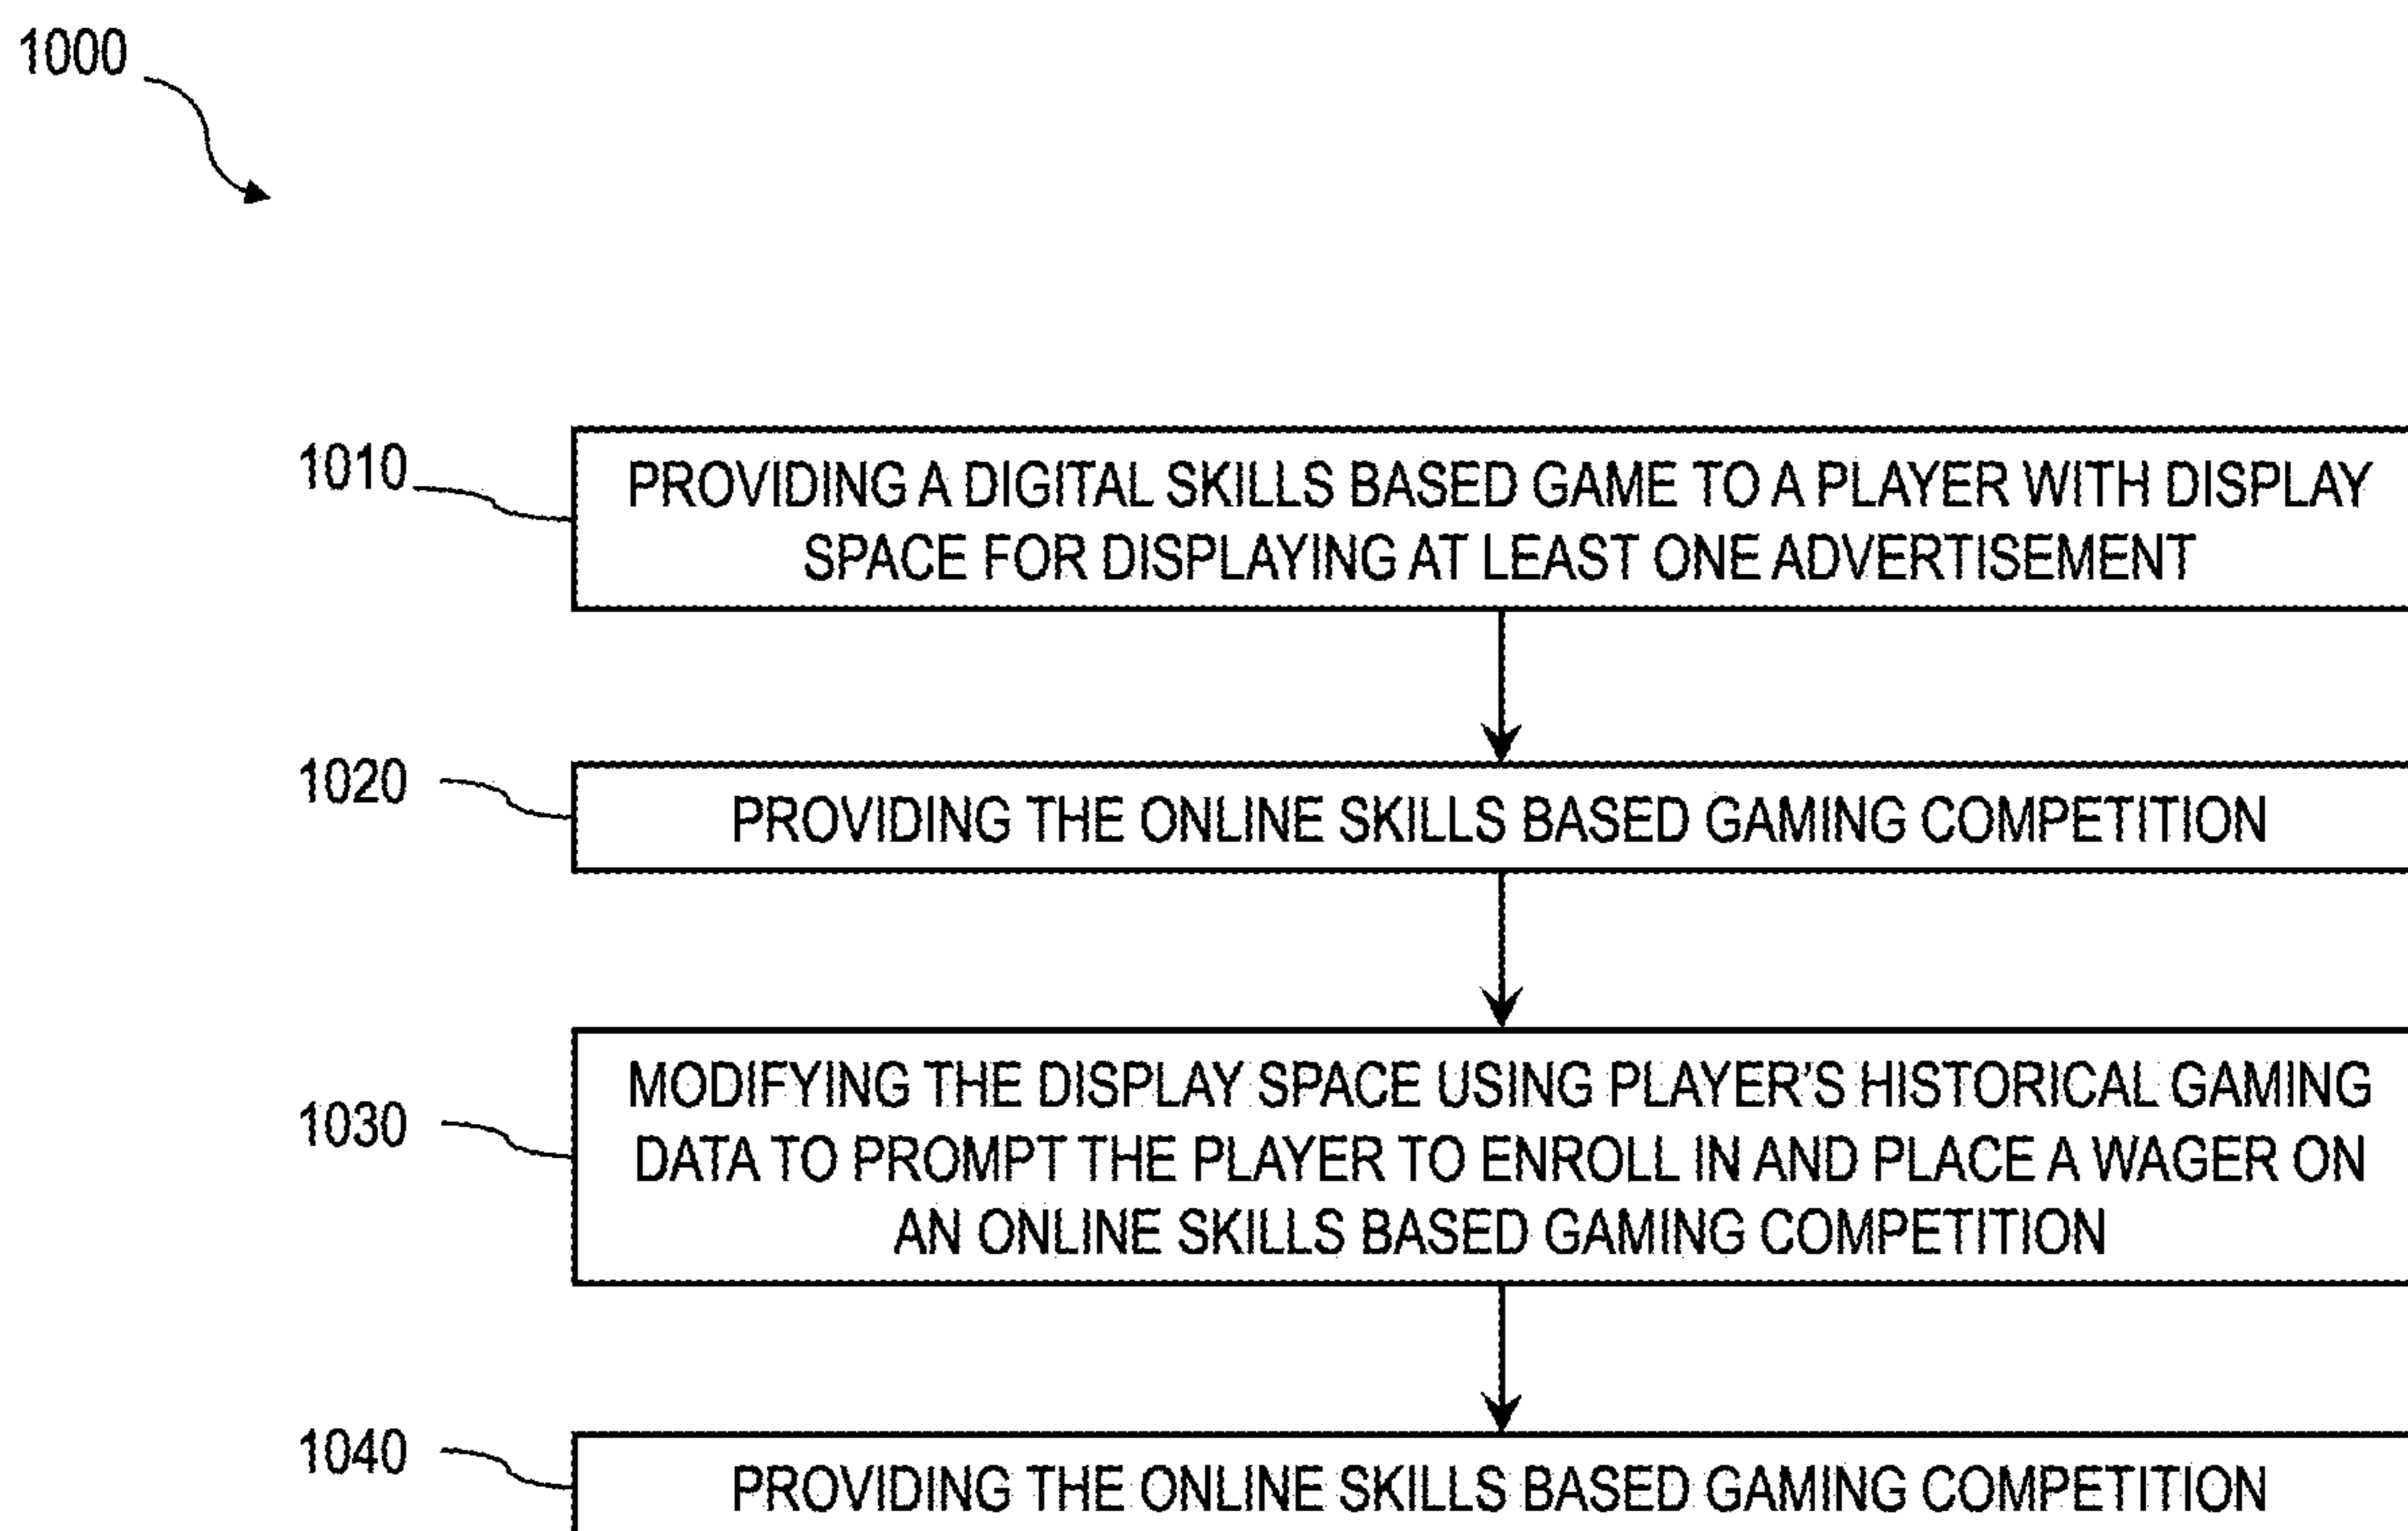 1000
1010
PROVIDING A DIGITAL SKILLS BASED GAME TO A PLAYER WITH DISPLAY
SPACE FOR DISPLAYING AT LEAST ONE ADVERTISEMENT
1020
PROVIDING THE ONLINE SKILLS BASED GAMING COMPETITION
1030
MODIFYING THE DISPLAY SPACE USING PLAYER'S HISTORICAL GAMING
DATA TO PROMPT THE PLAYER TO ENROLL IN AND PLACE A WAGER ON
AN ONLINE SKILLS BASED GAMING COMPETITION
1040
PROVIDING THE ONLINE SKILLS BASED GAMING COMPETITION